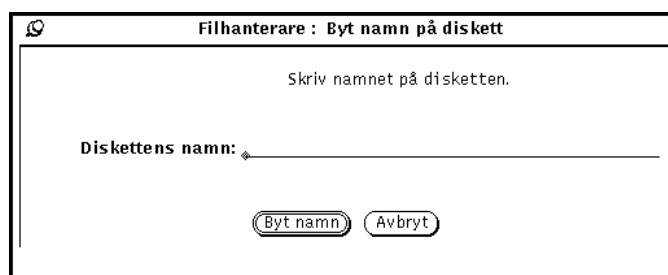 Filhanterare : Byt namn på diskett
Skriv namnet på disketten.
Diskettens namn:
Byt namn Avbryt